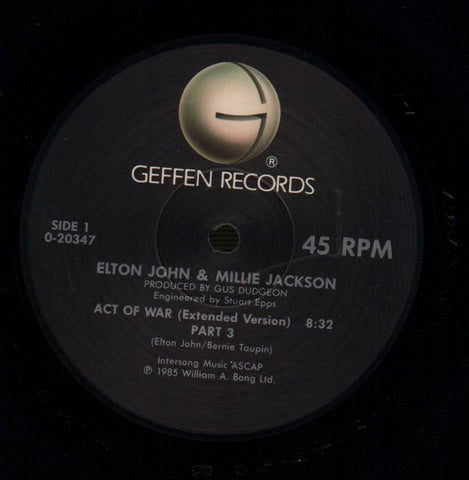 G
®
GEFFEN RECORDS
SIDE 1
0-20347
45 RPM
ELTON JOHN & MILLIE JACKSON
PRODUCED BY GUS DUDGEON
Engineered by Stuart Epps
ACT OF WAR (Extended Version) 8:32
PART 3
(Elton John/Bernie Taupin)
Intersong Music ASCAP
℗ 1985 William A. Bong Ltd.